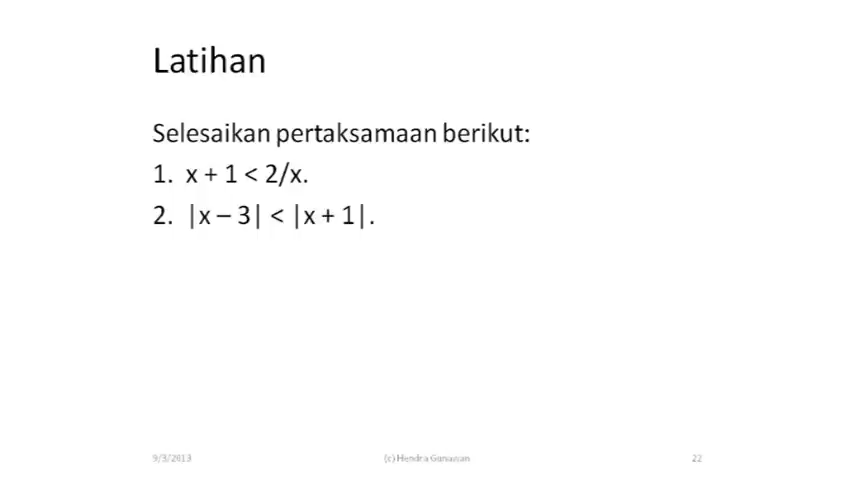 Latihan
Selesaikan pertaksamaan berikut:
1. x + 1 < 2/x.
2. |x – 3| < |x + 1|.
9/3/2013 (c) Hendra Gunawan 22